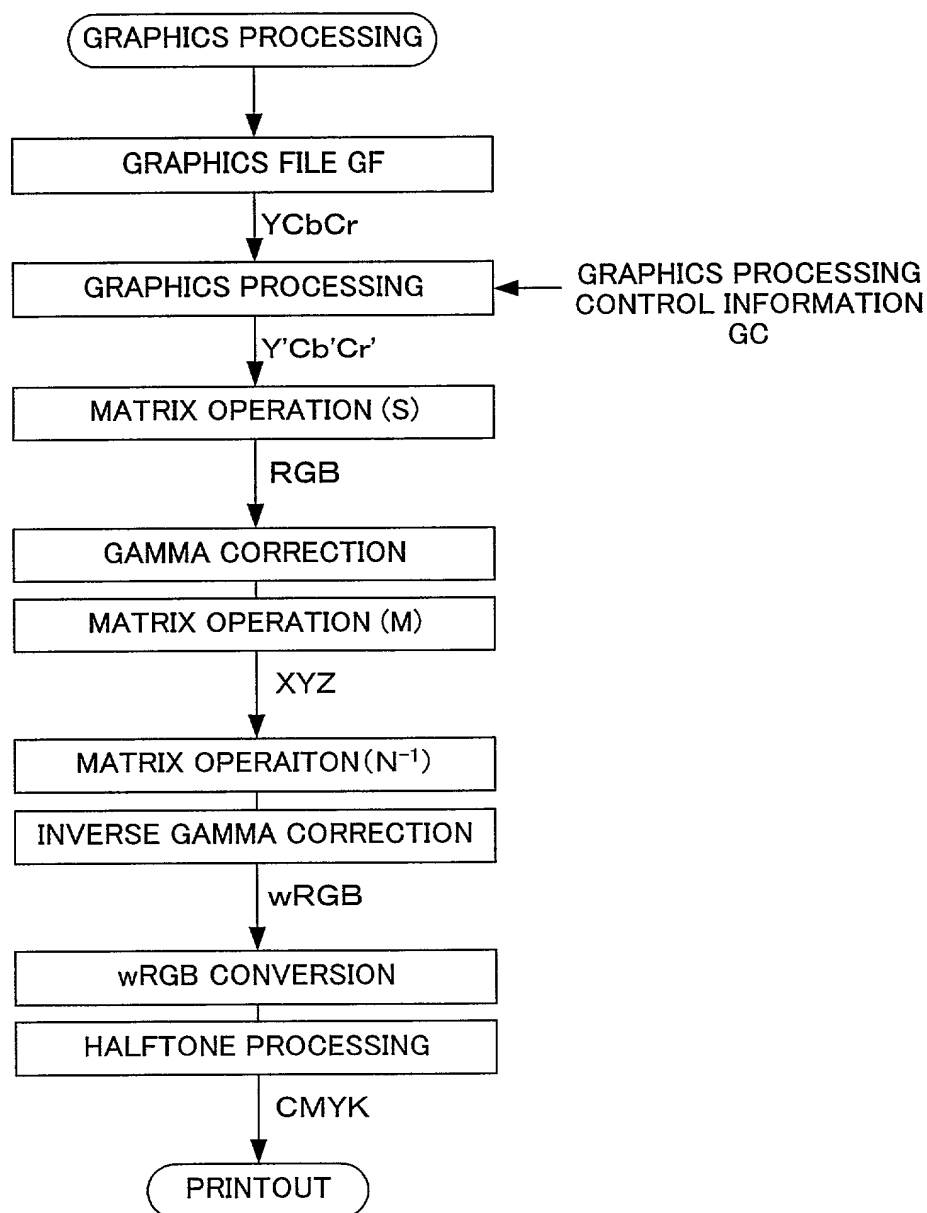 GRAPHICS PROCESSING
GRAPHICS FILE GF
YCbCr
GRAPHICS PROCESSING
GRAPHICS PROCESSING
CONTROL INFORMATION
GC
Y'Cb'Cr'
MATRIX OPERATION (S)
RGB
GAMMA CORRECTION
MATRIX OPERATION (M)
XYZ
MATRIX OPERAITON (N⁻¹)
INVERSE GAMMA CORRECTION
wRGB
wRGB CONVERSION
HALFTONE PROCESSING
CMYK
PRINTOUT